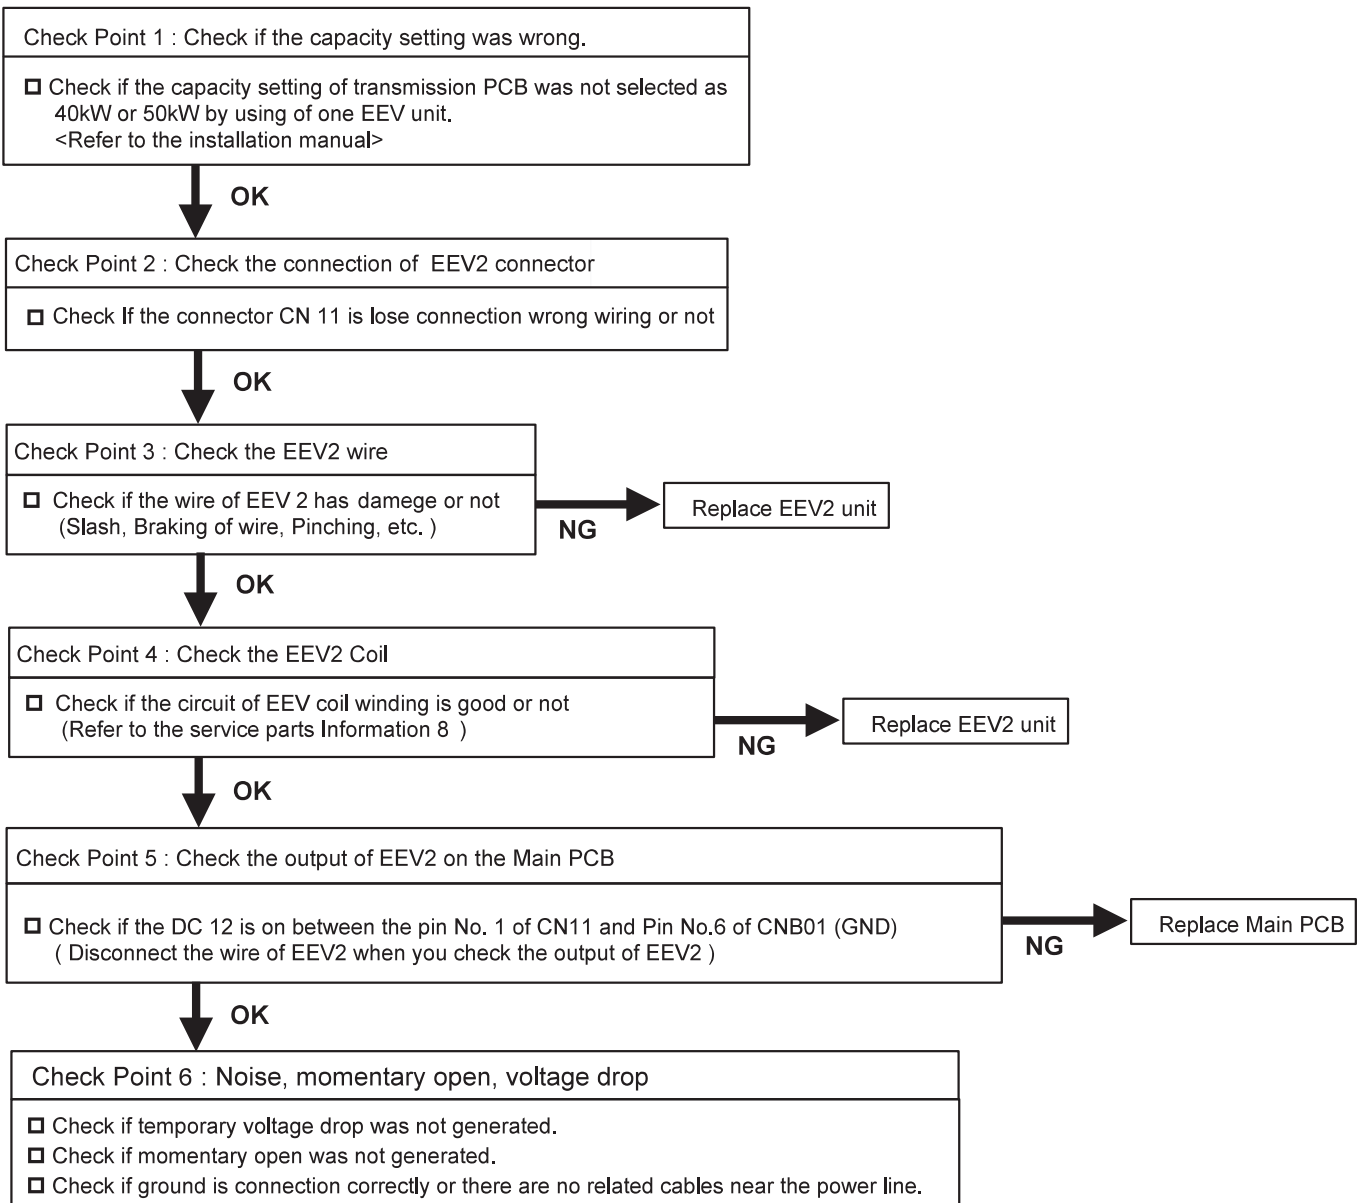 Check Point 1 : Check if the capacity setting was wrong.
Check if the capacity setting of transmission PCB was not selected as
40kW or 50kW by using of one EEV unit.
<Refer to the installation manual>
OK
Check Point 2 : Check the connection of EEV2 connector
Check If the connector CN 11 is lose connection wrong wiring or not
OK
Check Point 3 : Check the EEV2 wire
Check if the wire of EEV 2 has damege or not
(Slash, Braking of wire, Pinching, etc. )
NG
Replace EEV2 unit
OK
Check Point 4 : Check the EEV2 Coil
Check if the circuit of EEV coil winding is good or not
(Refer to the service parts Information 8 )
NG
Replace EEV2 unit
OK
Check Point 5 : Check the output of EEV2 on the Main PCB
Check if the DC 12 is on between the pin No. 1 of CN11 and Pin No.6 of CNB01 (GND)
( Disconnect the wire of EEV2 when you check the output of EEV2 )
NG
Replace Main PCB
OK
Check Point 6 : Noise, momentary open, voltage drop
Check if temporary voltage drop was not generated.
Check if momentary open was not generated.
Check if ground is connection correctly or there are no related cables near the power line.